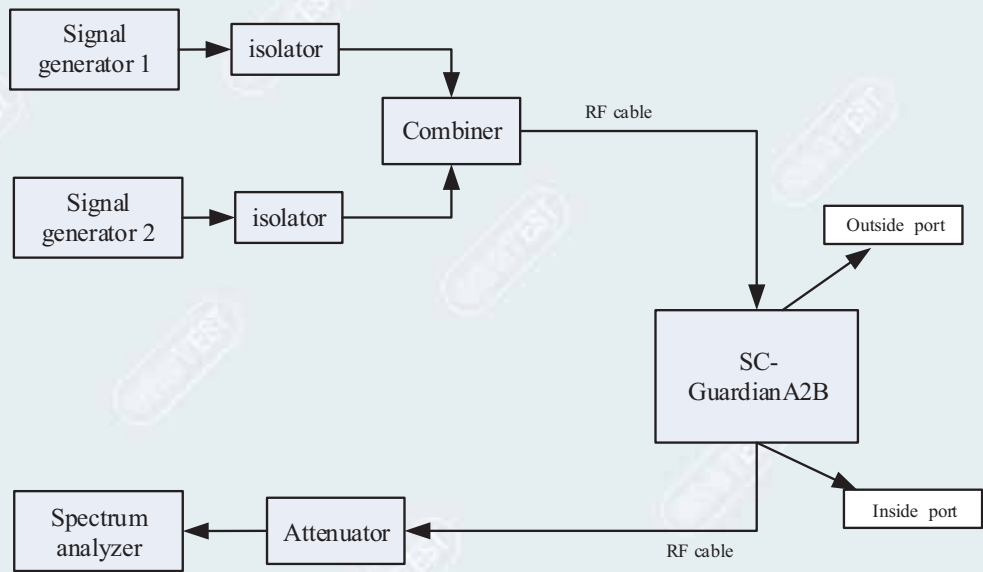 Signal
generator 1
isolator
Combiner
RF cable
Signal
generator 2
isolator
Outside port
SC-
GuardianA2B
Inside port
Spectrum
analyzer
Attenuator
RF cable